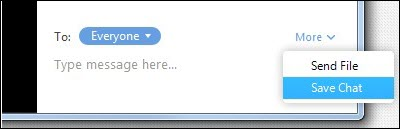 To: Everyone More
Type message here...
Send File
Save Chat